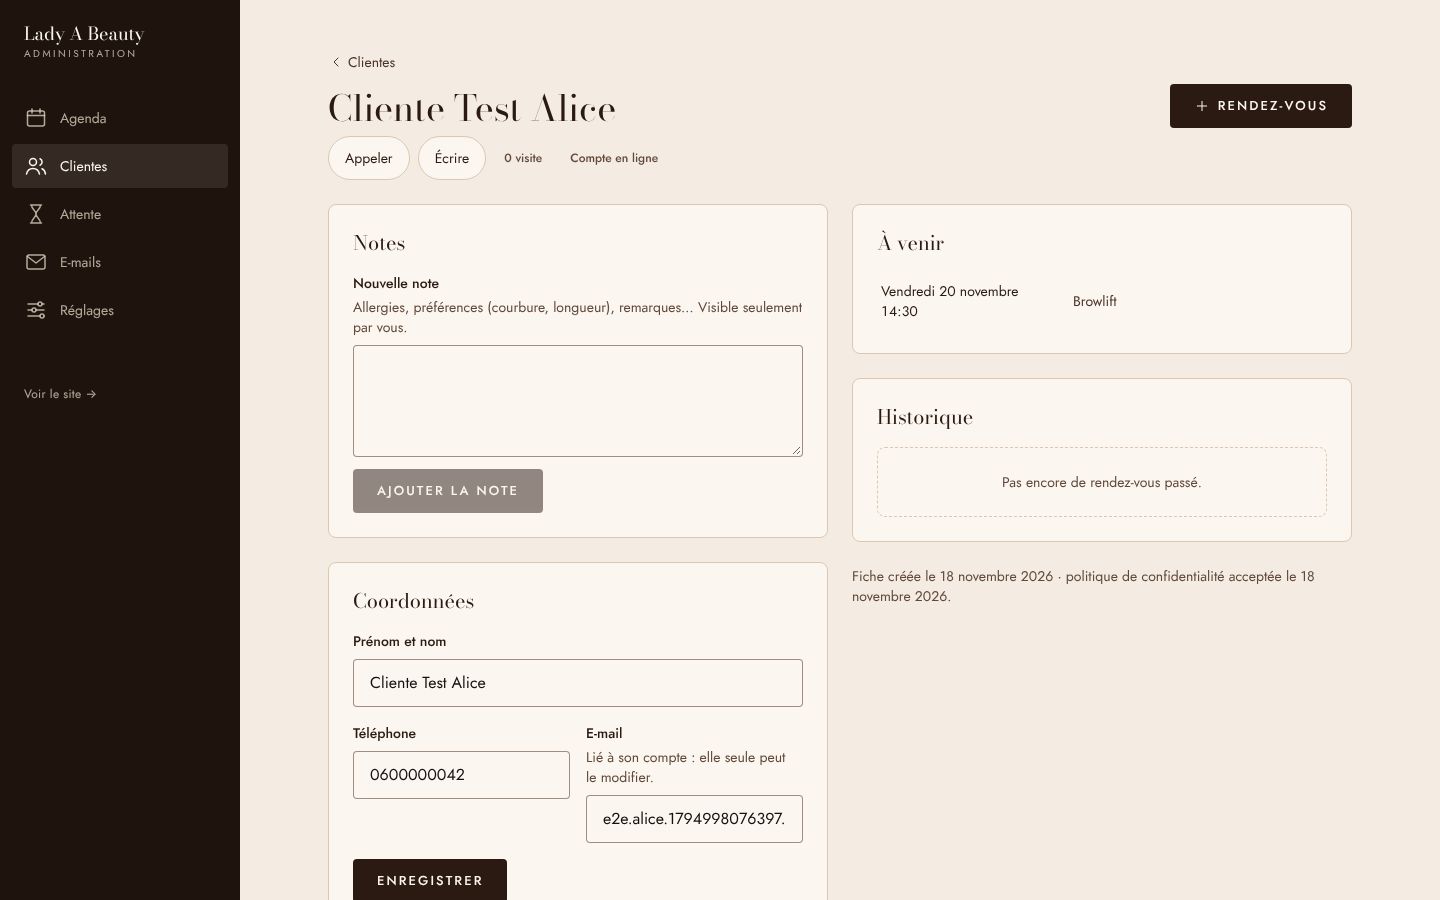 Lady A Beauty
ADMINISTRATION
Agenda
Clientes
Attente
E-mails
Réglages
Voir le site →
Clientes
Cliente Test Alice
RENDEZ-VOUS
Appeler
Écrire
0 visite
Compte en ligne
Notes
Nouvelle note
Allergies, préférences (courbure, longueur), remarques… Visible seulement
par vous.
AJOUTER LA NOTE
Coordonnées
Prénom et nom
Cliente Test Alice
Téléphone
0600000042
E-mail
Lié à son compte : elle seule peut
le modifier.
e2e.alice.1794998076397.
ENREGISTRER
À venir
Vendredi 20 novembre
14:30
Browlift
Historique
Pas encore de rendez-vous passé.
Fiche créée le 18 novembre 2026 · politique de confidentialité acceptée le 18
novembre 2026.